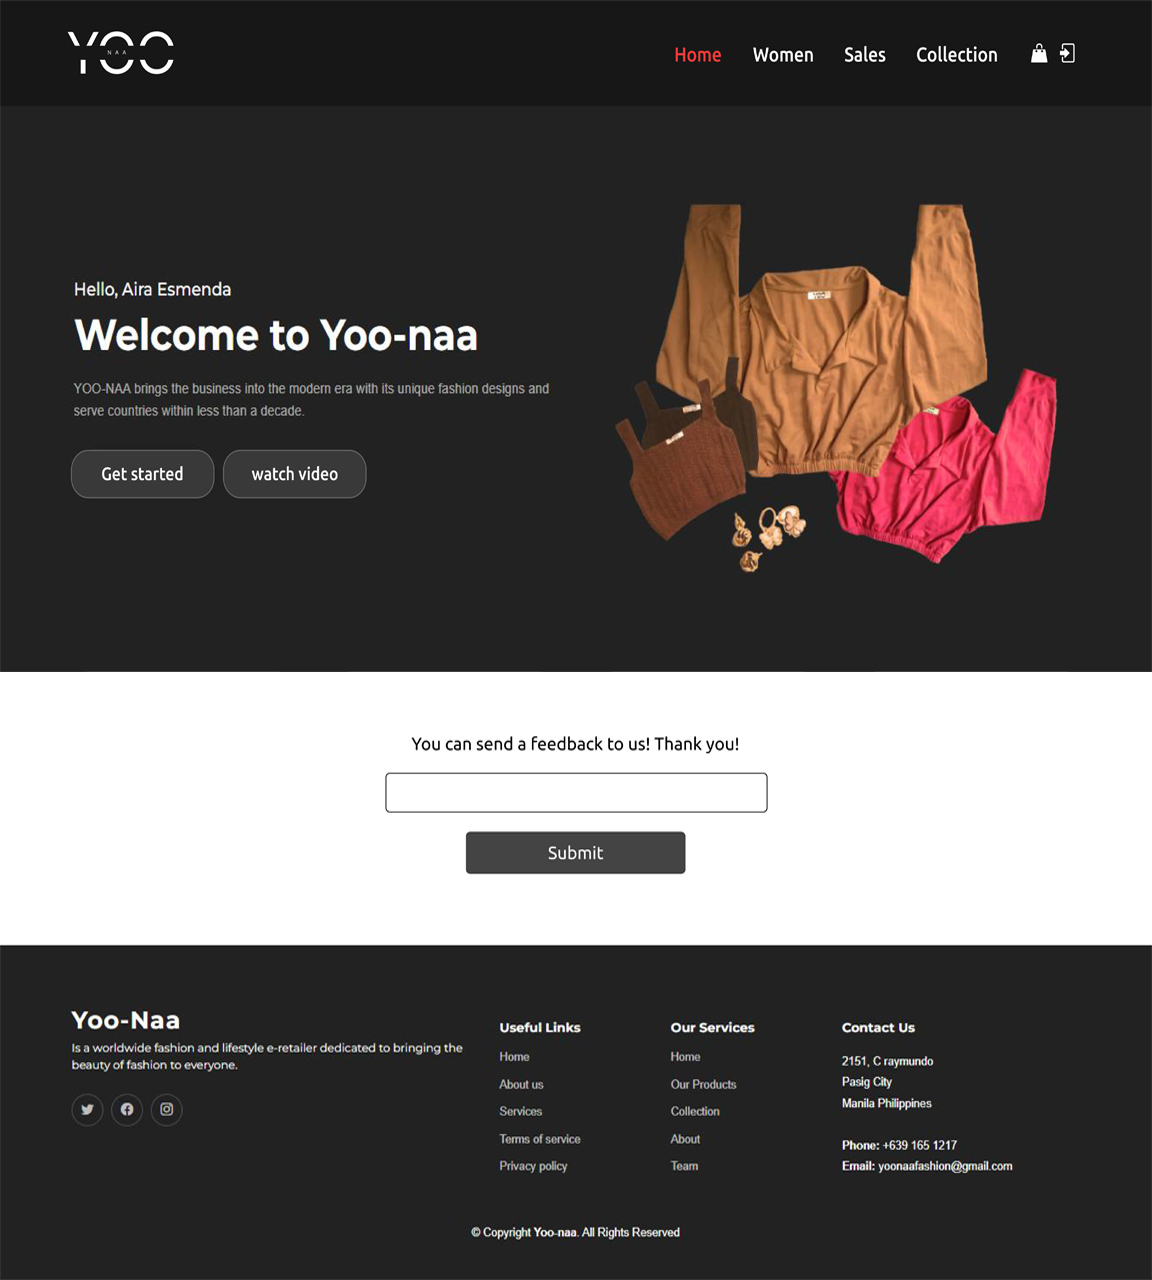 YOO
NAA
Home Women Sales Collection
Hello, Aira Esmenda
Welcome to Yoo-naa
YOO-NAA brings the business into the modern era with its unique fashion designs and
serve countries within less than a decade.
Get started watch video
You can send a feedback to us! Thank you!
Submit
Yoo-Naa
Is a worldwide fashion and lifestyle e-retailer dedicated to bringing the
beauty of fashion to everyone.
Useful Links
Home
About us
Services
Terms of service
Privacy policy
Our Services
Home
Our Products
Collection
About
Team
Contact Us
2151, C raymundo
Pasig City
Manila Philippines
Phone: +639 165 1217
Email: yoonaafashion@gmail.com
© Copyright Yoo-naa. All Rights Reserved